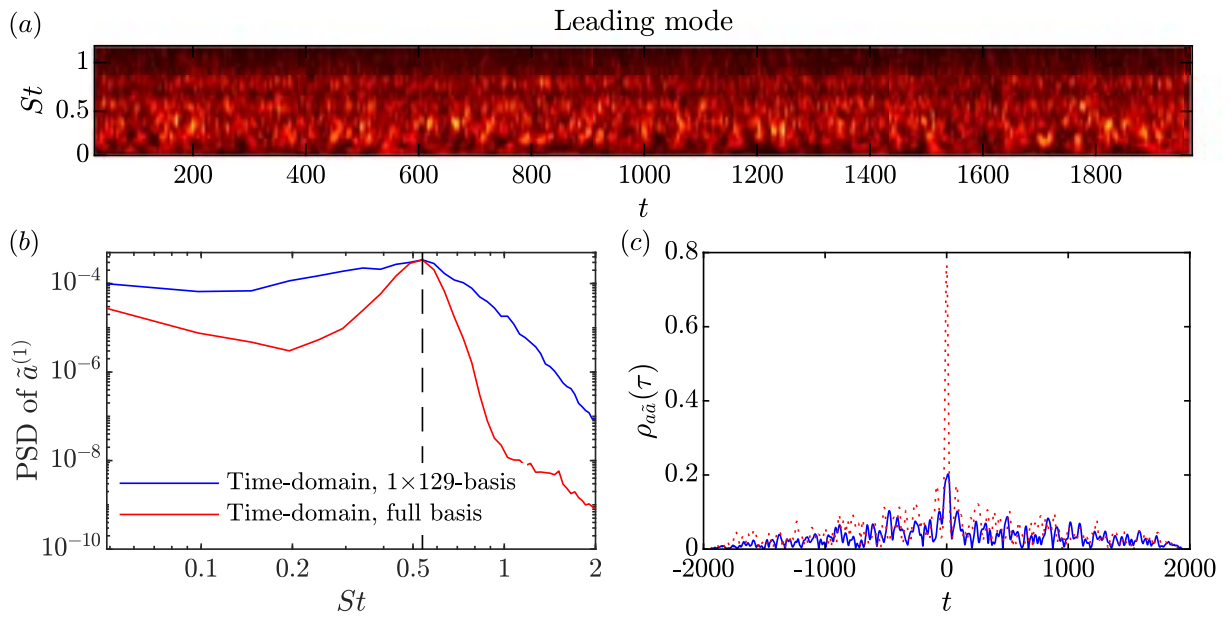 (a)
Leading mode
1
St
0.5
0
200 400 600 800 1000 1200 1400 1600 1800
t
(b)
PSD of ã⁽¹⁾
10⁻⁴
10⁻⁶
10⁻⁸
10⁻¹⁰
Time-domain, 1×129-basis
Time-domain, full basis
0.1 0.2 0.5 1 2
St
(c)
0.8
0.6
0.4
0.2
0
ρₐã(τ)
-2000 -1000 0 1000 2000
t